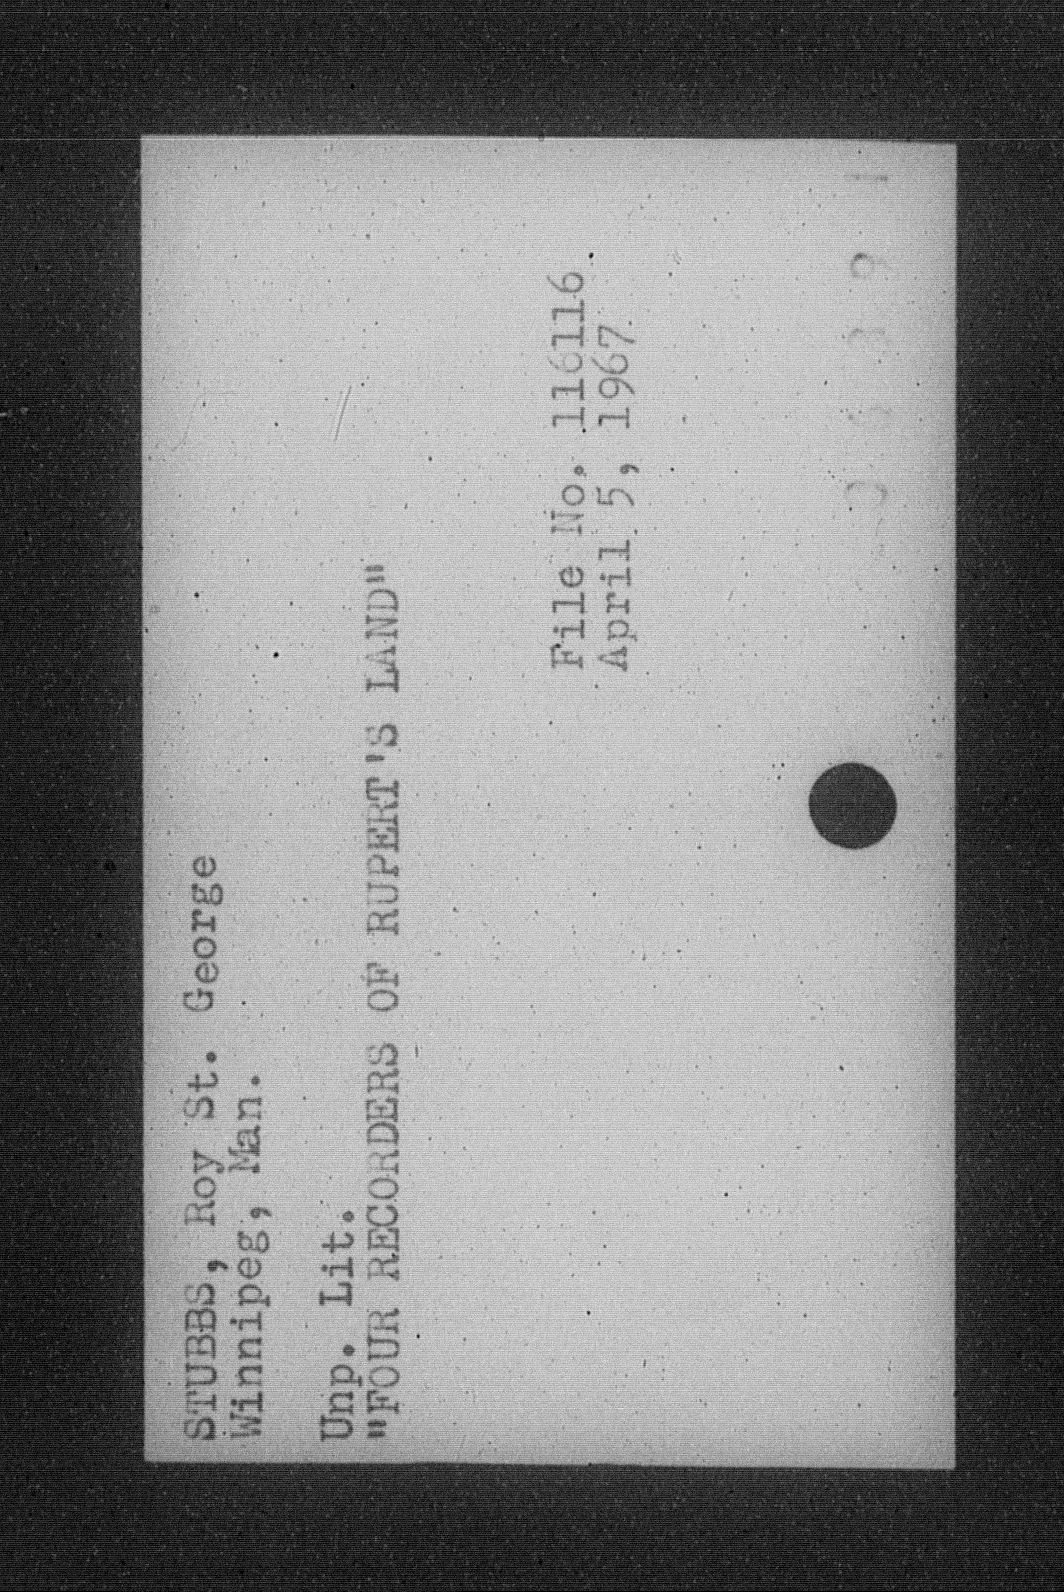 STUBBS, Roy St. George
Winnipeg, Man.
Unp. Lit.
"FOUR RECORDERS OF RUPERT'S LAND"
File No. 116116
April 5, 1967